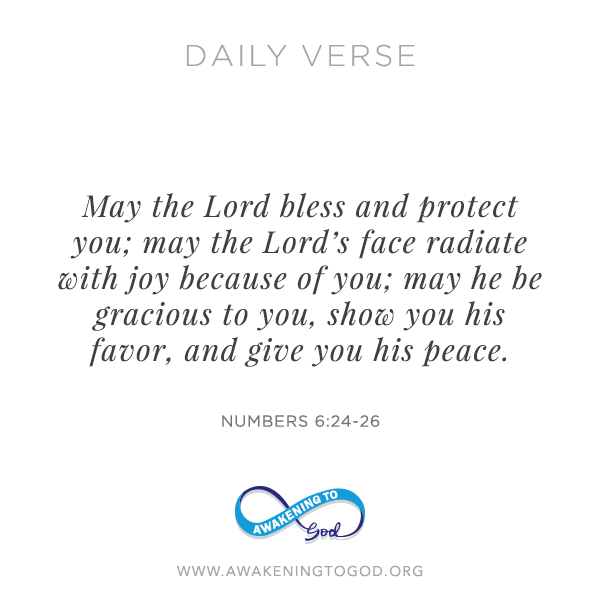 DAILY VERSE
May the Lord bless and protect
you; may the Lord’s face radiate
with joy because of you; may he be
gracious to you, show you his
favor, and give you his peace.
NUMBERS 6:24-26
AWAKENING TO
God
WWW.AWAKENINGTOGOD.ORG